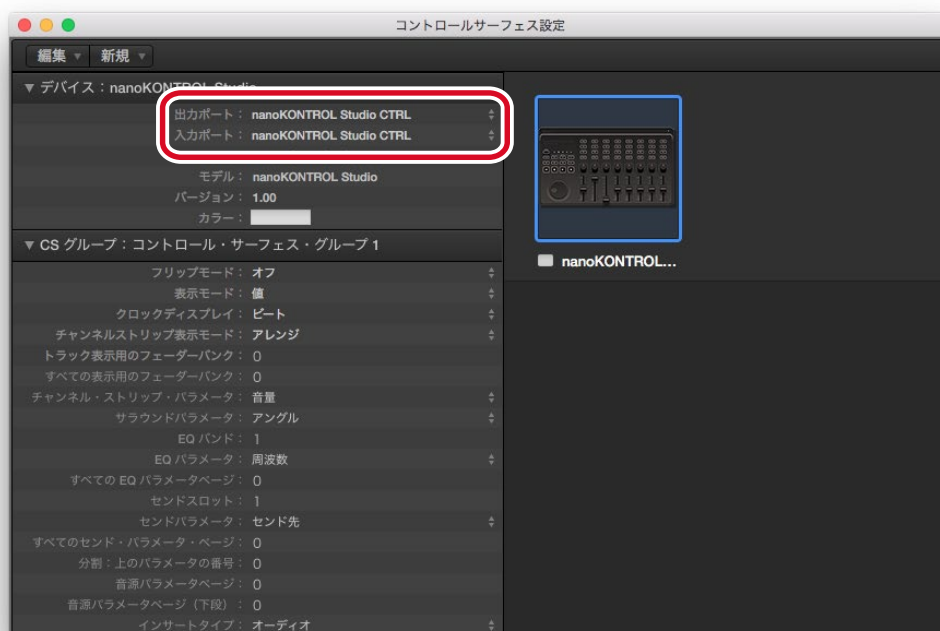 コントロールサーフェス設定
編集 新規
デバイス：nanoKONTROL Studio
出力ポート： nanoKONTROL Studio CTRL
入力ポート： nanoKONTROL Studio CTRL
モデル： nanoKONTROL Studio
バージョン： 1.00
カラー：
CS グループ：コントロール・サーフェス・グループ 1
フリップモード： オフ
表示モード： 値
クロックディスプレイ： ビート
チャンネルストリップ表示モード： アレンジ
トラック表示用のフェーダーバンク： 0
すべての表示用のフェーダーバンク： 0
チャンネル・ストリップ・パラメータ： 音量
サラウンドパラメータ： アングル
EQ バンド： 1
EQ パラメータ： 周波数
すべての EQ パラメータページ： 0
センドスロット： 1
センドパラメータ： センド先
すべてのセンド・パラメータ・ページ： 0
分割：上のパラメータの番号： 0
音源パラメータページ： 0
音源パラメータページ（下段）： 0
インサートタイプ： オーディオ
nanoKONTROL...